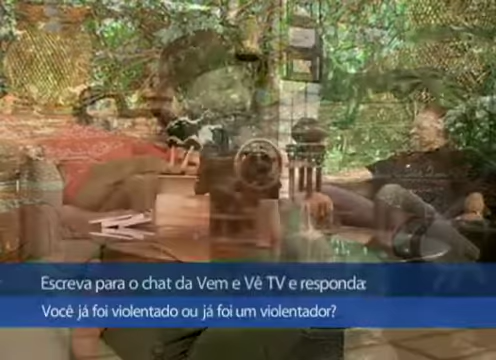 Escreva para o chat da Vem e Vê TV e responda:
Você já foi violentado ou já foi um violentador?